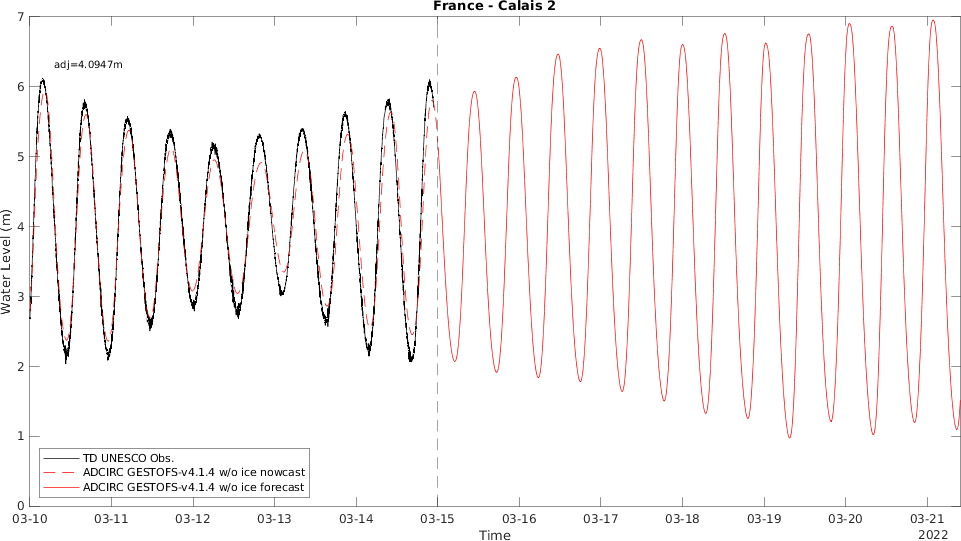 France - Calais 2
adj=4.0947m
Water Level (m)
7
6
5
4
3
2
1
0
TD UNESCO Obs.
ADCIRC GESTOFS-v4.1.4 w/o ice nowcast
ADCIRC GESTOFS-v4.1.4 w/o ice forecast
03-10 03-11 03-12 03-13 03-14 03-15 03-16 03-17 03-18 03-19 03-20 03-21
Time
2022